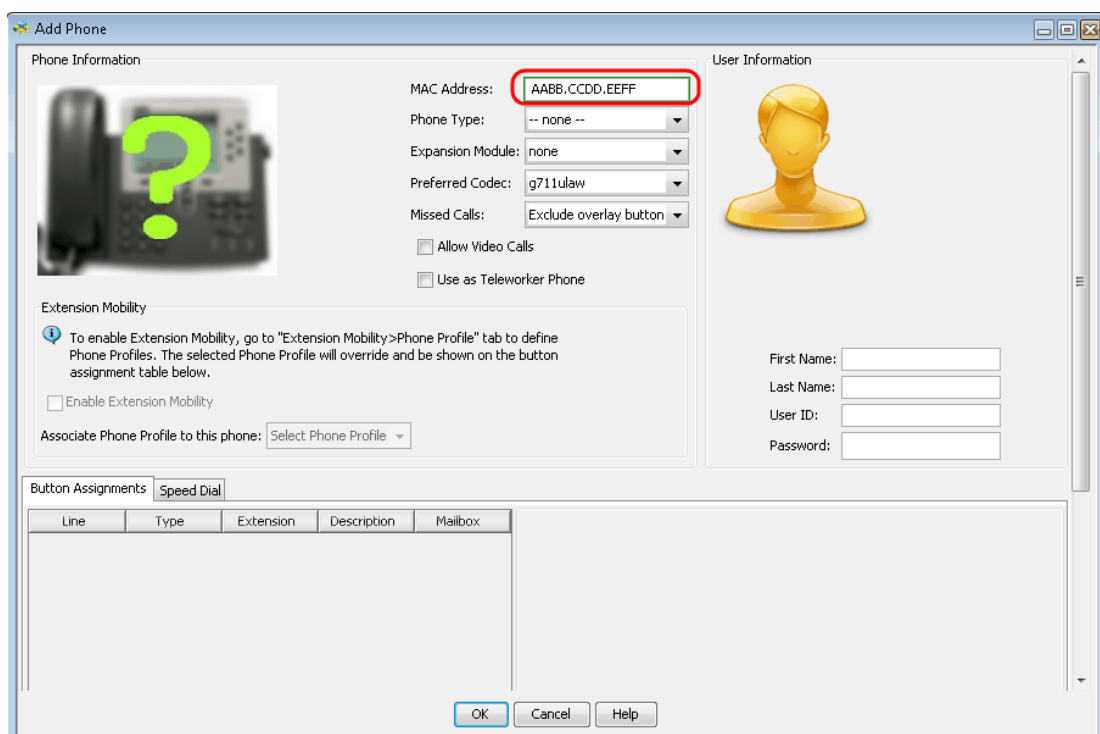 Add Phone
Phone Information
MAC Address: AABB.CCDD.EEFF
Phone Type: -- none --
Expansion Module: none
Preferred Codec: g711ulaw
Missed Calls: Exclude overlay button
Allow Video Calls
Use as Teleworker Phone
Extension Mobility
To enable Extension Mobility, go to "Extension Mobility>Phone Profile" tab to define
Phone Profiles. The selected Phone Profile will override and be shown on the button
assignment table below.
Enable Extension Mobility
Associate Phone Profile to this phone: Select Phone Profile
User Information
First Name:
Last Name:
User ID:
Password:
Button Assignments Speed Dial
Line Type Extension Description Mailbox
OK Cancel Help